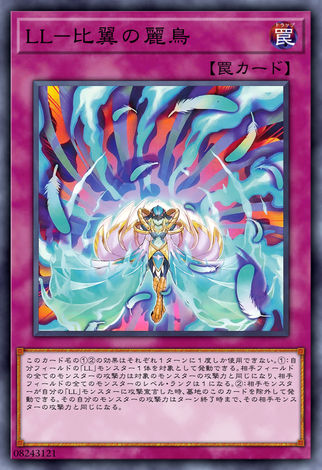 LL－比翼の麗鳥
トラップ
罠
【罠カード】
このカード名の①②の効果はそれぞれ１ターンに１度しか使用できない。①：自
分フィールドの「LL」モンスター１体を対象として発動できる。相手フィールド
の全てのモンスターの攻撃力は対象のモンスターの攻撃力と同じになり、相手
フィールドの全てのモンスターのレベル・ランクは１になる。②：相手モンスタ
ーが自分の「LL」モンスターに攻撃宣言した時、墓地のこのカードを除外して発動
できる。その自分のモンスターの攻撃力はターン終了時まで、その相手モンス
ターの攻撃力と同じになる。
08243121